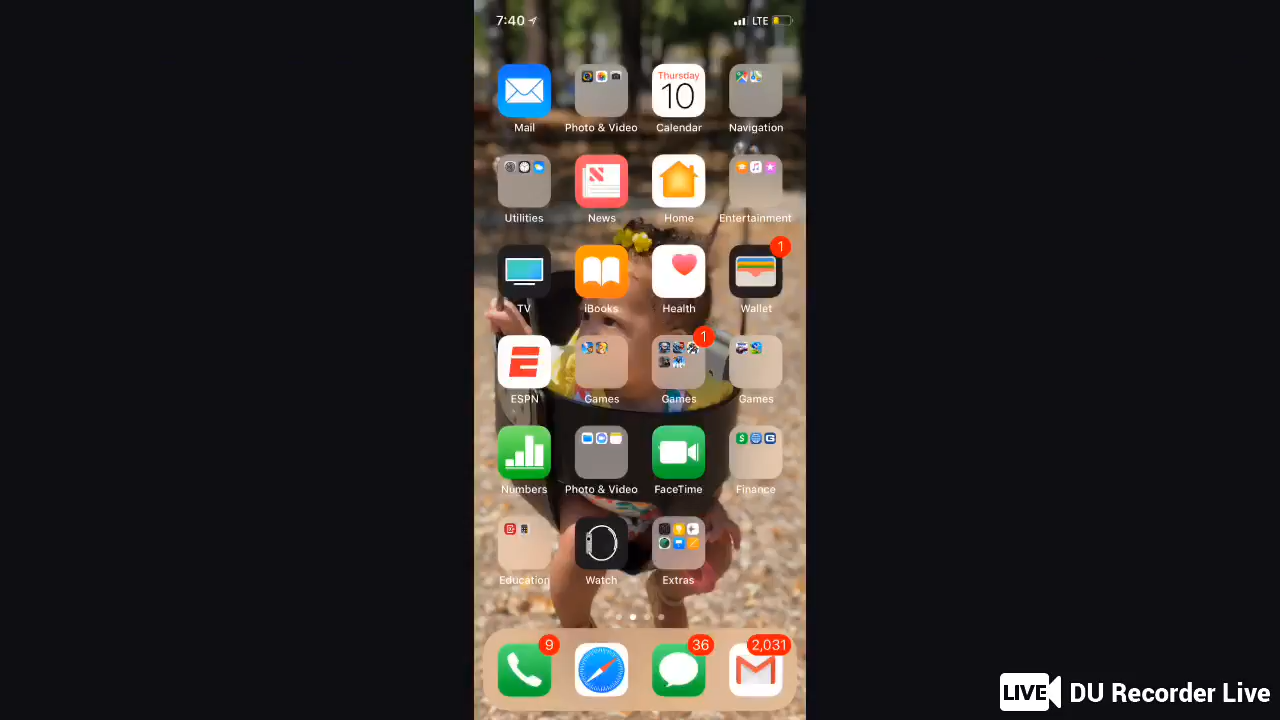 7:40 LTE
Thursday
10
Mail Photo & Video Calendar Navigation
Utilities News Home Entertainment
1
TV iBooks Health Wallet
1
ESPN Games Games Games
Numbers Photo & Video FaceTime Finance
Education Watch Extras
9 36 2,031
LIVE DU Recorder Live